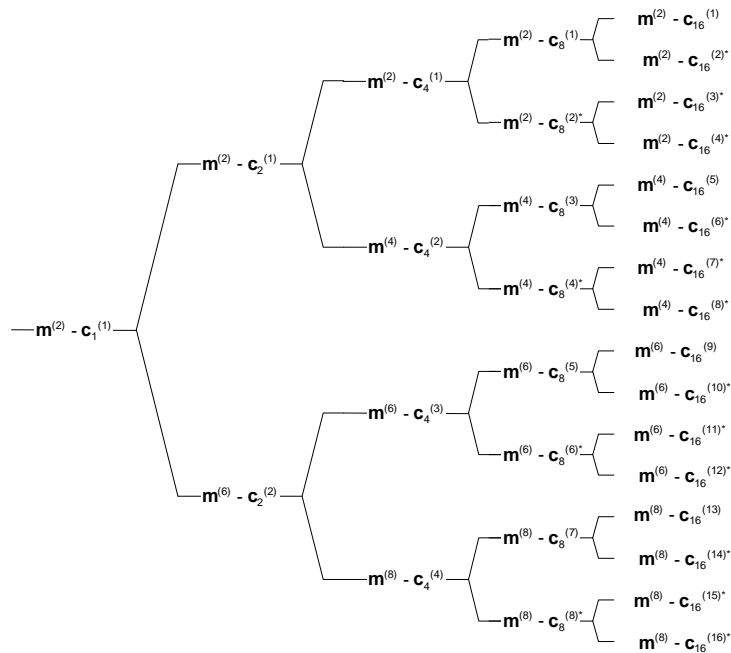 m(2) - c16(1)
m(2) - c8(1)
m(2) - c16(2)*
m(2) - c4(1)
m(2) - c16(3)*
m(2) - c8(2)*
m(2) - c16(4)*
m(2) - c2(1)
m(4) - c16(5)
m(4) - c8(3)
m(4) - c16(6)*
m(4) - c4(2)
m(4) - c16(7)*
m(4) - c8(4)*
m(4) - c16(8)*
m(2) - c1(1)
m(6) - c16(9)
m(6) - c8(5)
m(6) - c16(10)*
m(6) - c4(3)
m(6) - c16(11)*
m(6) - c8(6)*
m(6) - c16(12)*
m(6) - c2(2)
m(8) - c16(13)
m(8) - c8(7)
m(8) - c16(14)*
m(8) - c4(4)
m(8) - c16(15)*
m(8) - c8(8)*
m(8) - c16(16)*